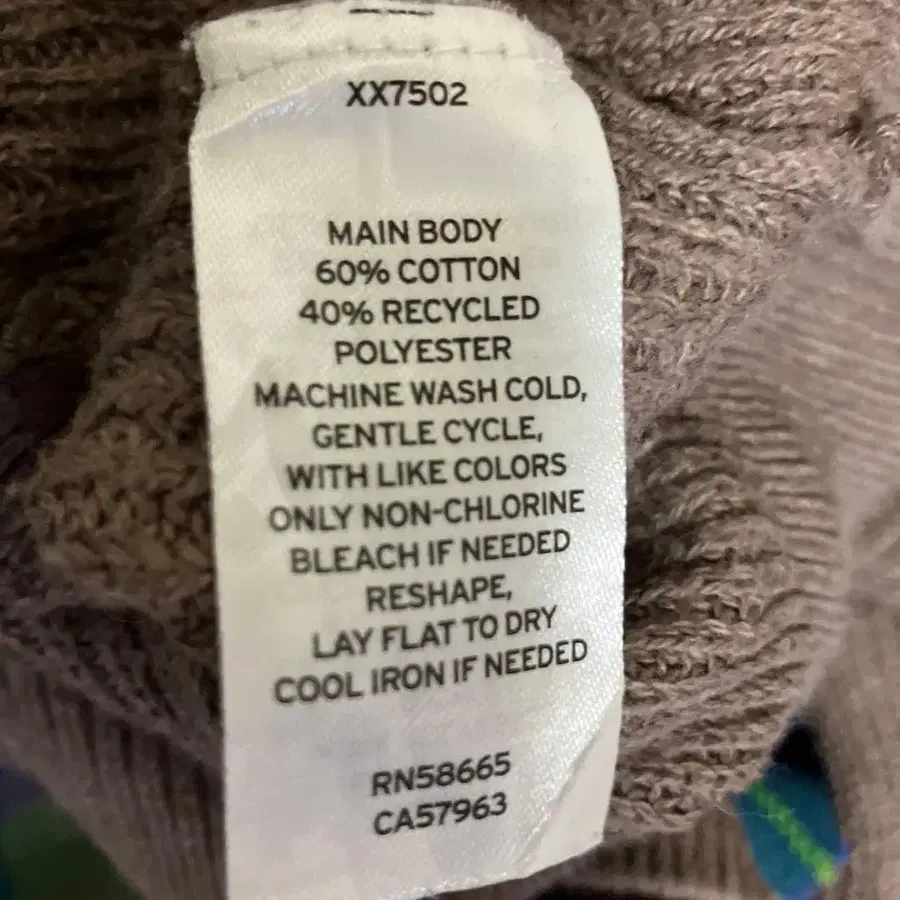 XX7502
MAIN BODY
60% COTTON
40% RECYCLED
POLYESTER
MACHINE WASH COLD,
GENTLE CYCLE,
WITH LIKE COLORS
ONLY NON-CHLORINE
BLEACH IF NEEDED
RESHAPE,
LAY FLAT TO DRY
COOL IRON IF NEEDED
RN58665
CA57963